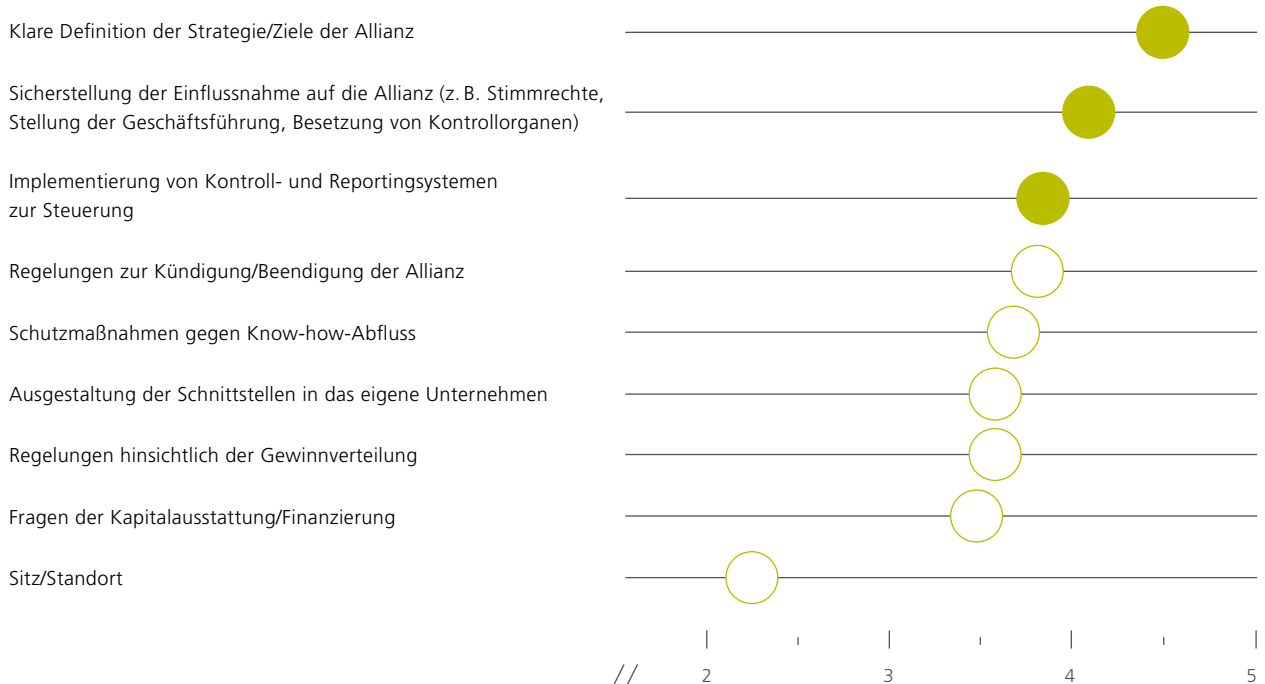 Klare Definition der Strategie/Ziele der Allianz
Sicherstellung der Einflussnahme auf die Allianz (z. B. Stimmrechte,
Stellung der Geschäftsführung, Besetzung von Kontrollorganen)
Implementierung von Kontroll- und Reportingsystemen
zur Steuerung
Regelungen zur Kündigung/Beendigung der Allianz
Schutzmaßnahmen gegen Know-how-Abfluss
Ausgestaltung der Schnittstellen in das eigene Unternehmen
Regelungen hinsichtlich der Gewinnverteilung
Fragen der Kapitalausstattung/Finanzierung
Sitz/Standort
// 2 3 4 5